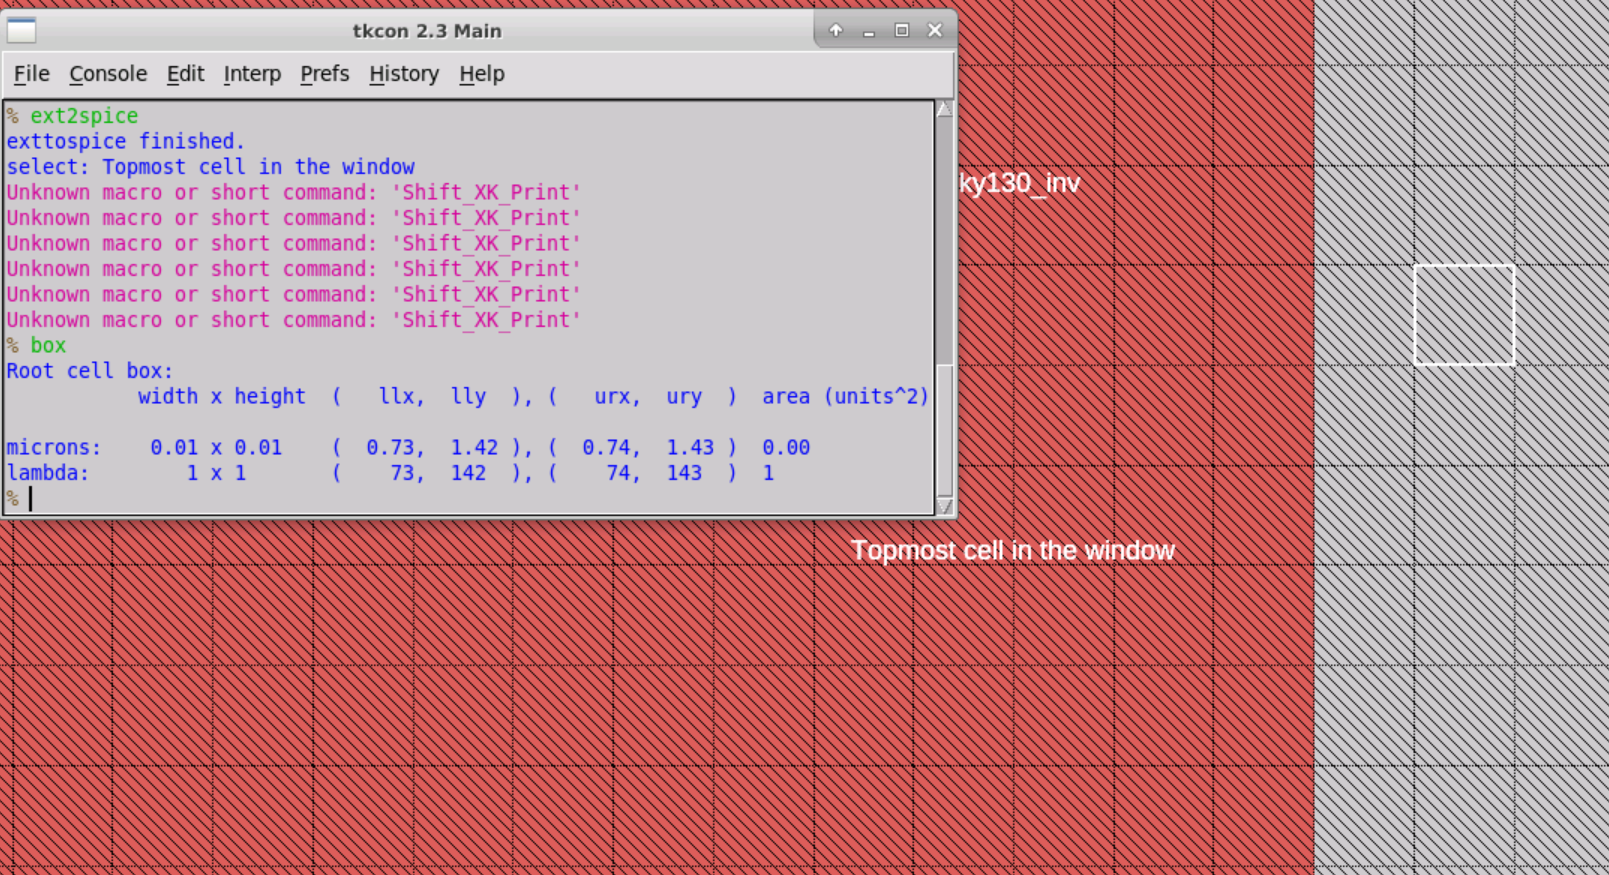 tkcon 2.3 Main
File Console Edit Interp Prefs History Help
% ext2spice
exttospice finished.
select: Topmost cell in the window
Unknown macro or short command: 'Shift_XK_Print'
Unknown macro or short command: 'Shift_XK_Print'
Unknown macro or short command: 'Shift_XK_Print'
Unknown macro or short command: 'Shift_XK_Print'
Unknown macro or short command: 'Shift_XK_Print'
Unknown macro or short command: 'Shift_XK_Print'
% box
Root cell box:
width x height ( llx, lly ), ( urx, ury ) area (units^2)
microns: 0.01 x 0.01 ( 0.73, 1.42 ), ( 0.74, 1.43 ) 0.00
lambda: 1 x 1 ( 73, 142 ), ( 74, 143 ) 1
%
ky130_inv
Topmost cell in the window